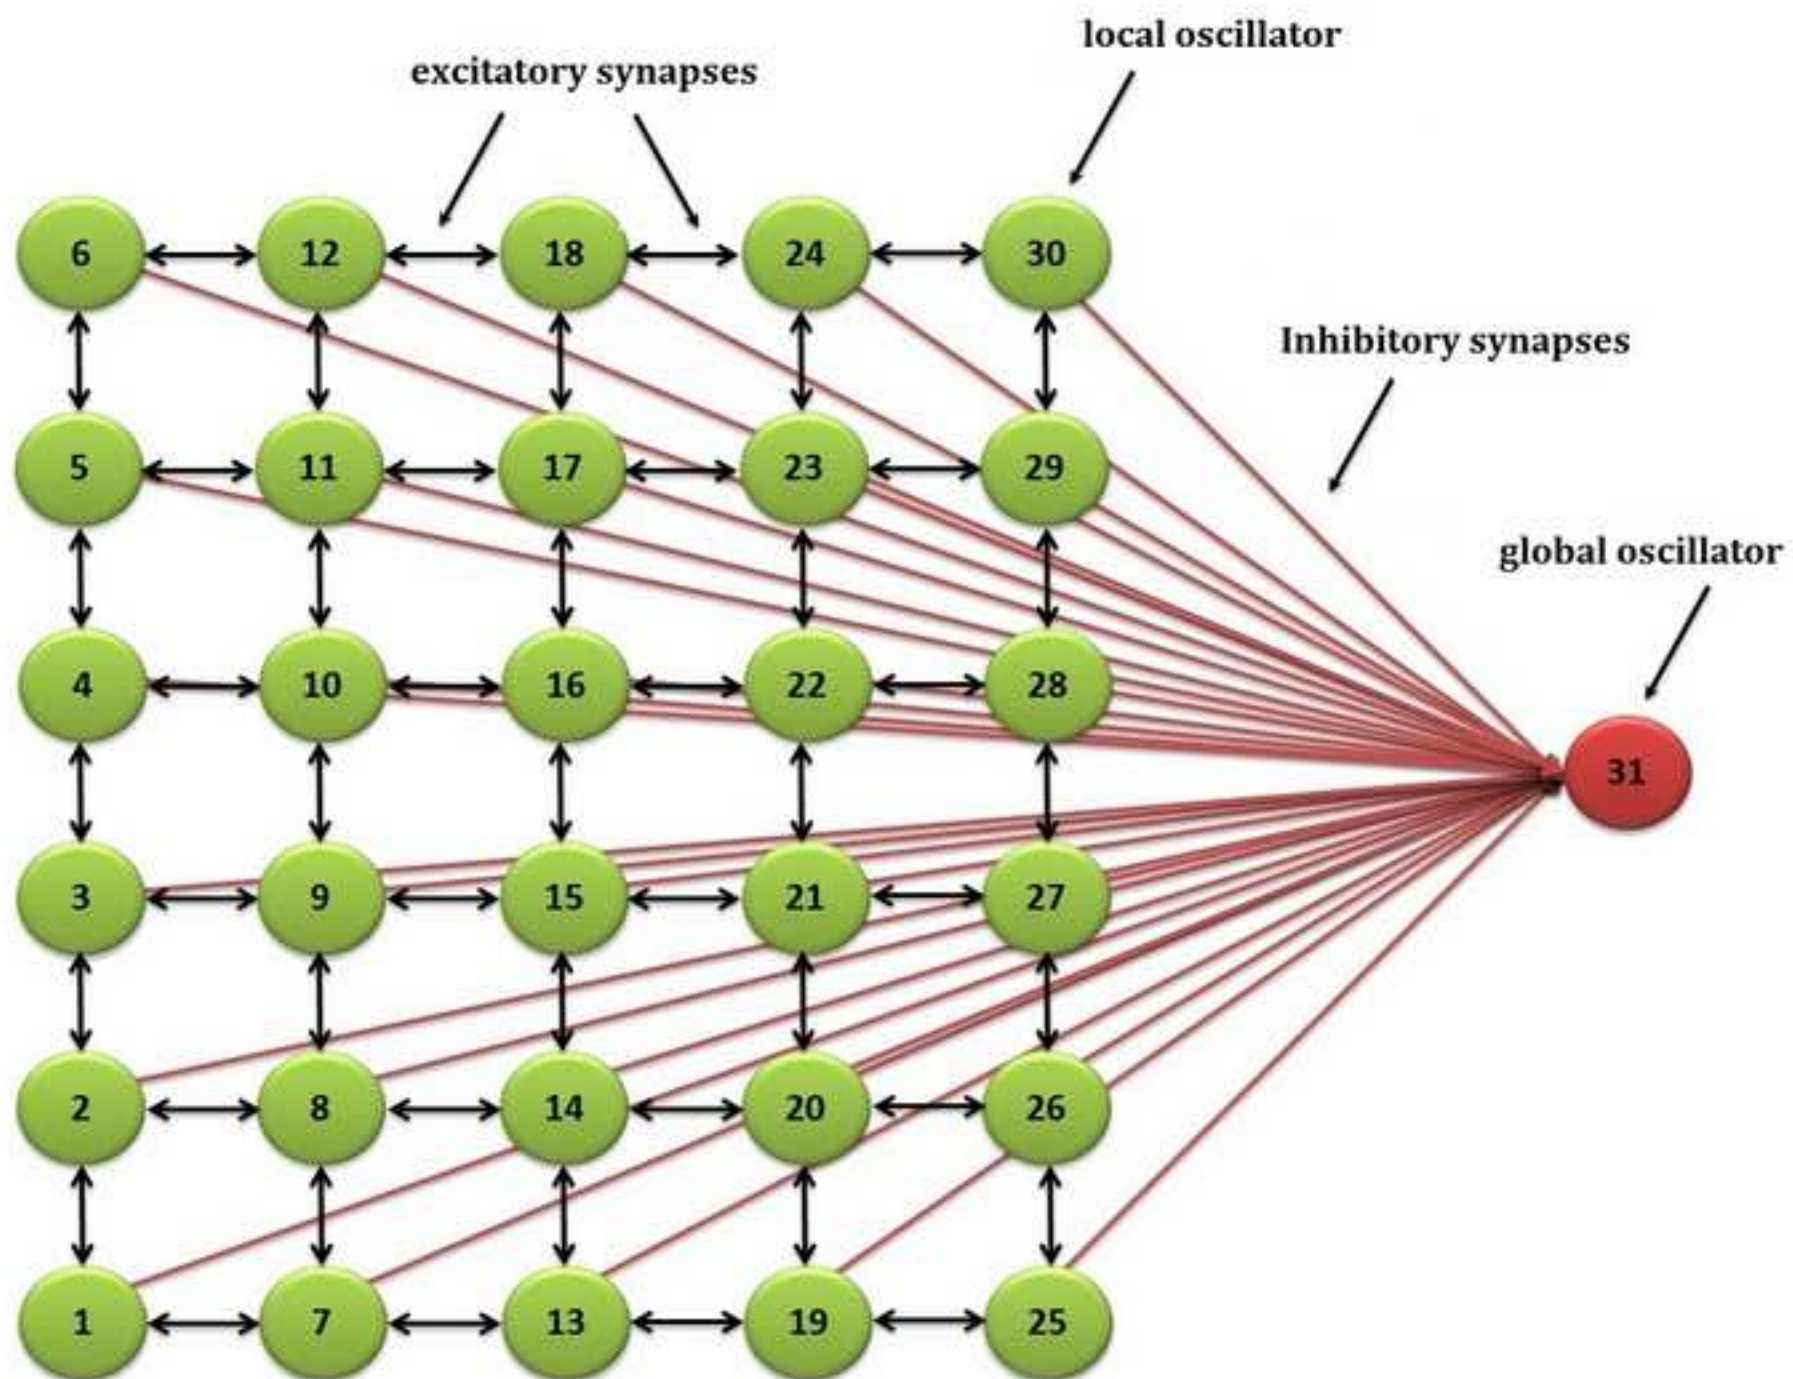 local oscillator
excitatory synapses
6 12 18 24 30
Inhibitory synapses
5 11 17 23 29
global oscillator
4 10 16 22 28
31
3 9 15 21 27
2 8 14 20 26
1 7 13 19 25